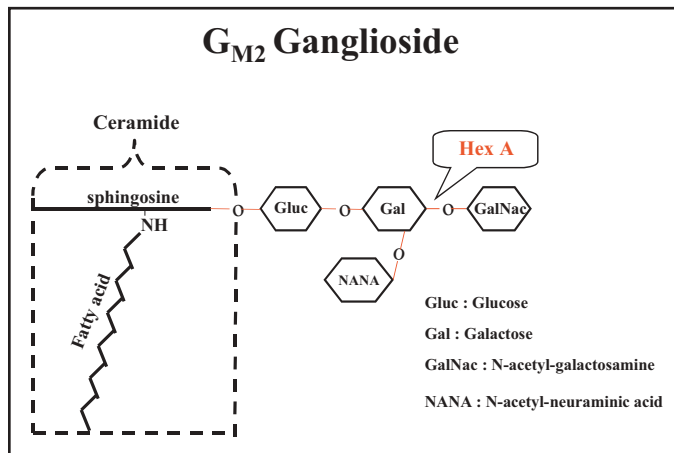 G_M2 Ganglioside
Ceramide
Hex A
sphingosine
O
Gluc
O
Gal
O
GalNac
NH
O
NANA
Fatty acid
Gluc : Glucose
Gal : Galactose
GalNac : N-acetyl-galactosamine
NANA : N-acetyl-neuraminic acid